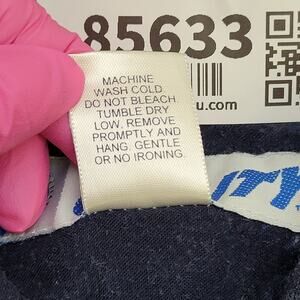 85633
u.com
MACHINE
WASH COLD.
DO NOT BLEACH.
TUMBLE DRY
LOW. REMOVE
PROMPTLY AND
HANG. GENTLE
OR NO IRONING.
ITY